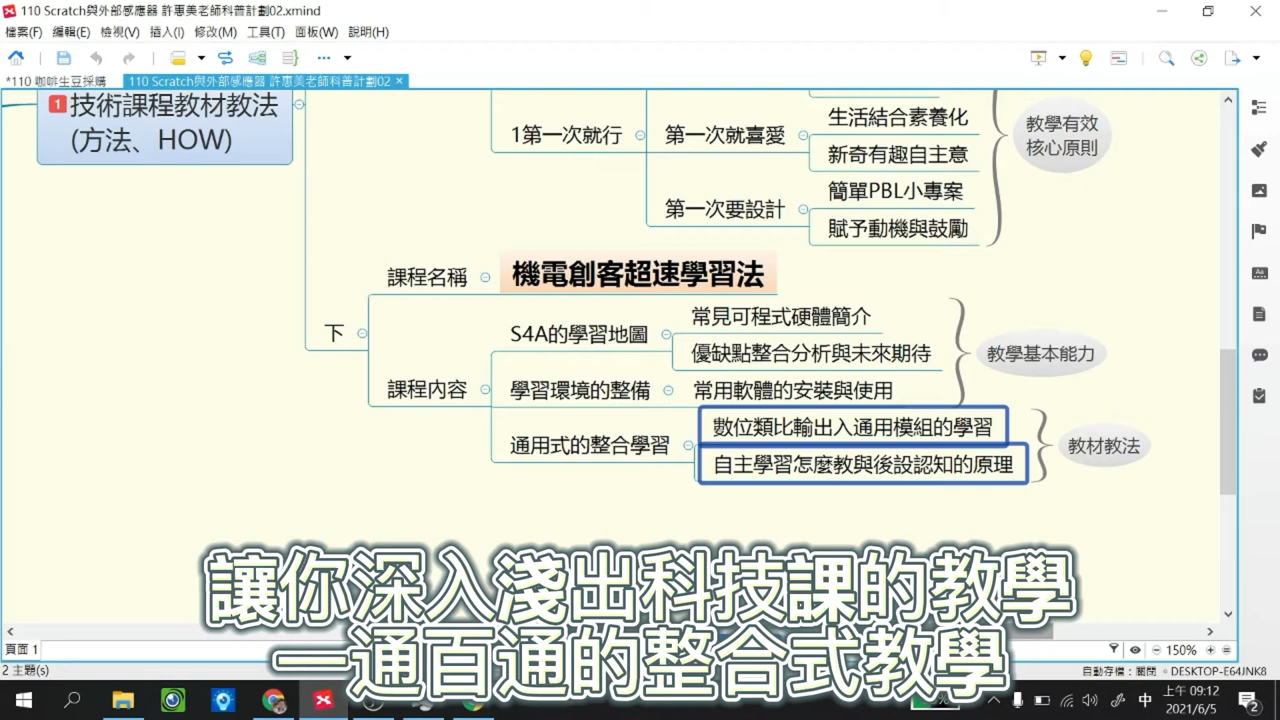 110 Scratch與外部感應器 許惠美老師科普計劃02.xmind
檔案(F) 編輯(E) 檢視(V) 插入(I) 修改(M) 工具(T) 面板(W) 說明(H)
*110 咖啡生豆採購 110 Scratch與外部感應器 許惠美老師科普計劃02
1 技術課程教材教法
(方法、HOW)
1第一次就行
第一次就喜愛
生活結合素養化
新奇有趣自主意
第一次要設計
簡單PBL小專案
賦予動機與鼓勵
教學有效
核心原則
下
課程名稱
機電創客超速學習法
課程內容
S4A的學習地圖
常見可程式硬體簡介
優缺點整合分析與未來期待
學習環境的整備
常用軟體的安裝與使用
教學基本能力
通用式的整合學習
數位類比輸出入通用模組的學習
自主學習怎麼教與後設認知的原理
教材教法
讓你深入淺出科技課的教學
一通百通的整合式教學
頁面 1
150%
2 主題(s)
自動存檔：關閉 DESKTOP-E64JNK8
中
上午 09:12
2021/6/5
2